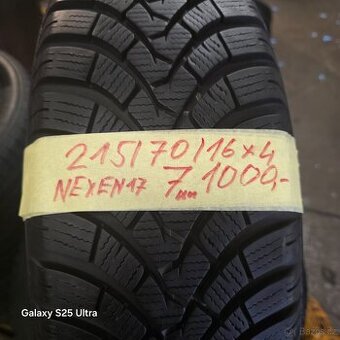 215/70/16 x 4
NEXEN17 7mm 1000,-
Galaxy S25 Ultra